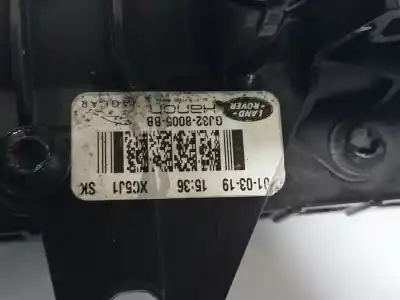 LAND
ROVER
Hanon
JAGUAR
GJ32-8005-BB
01-03-19 15:36 XC5J1 SK